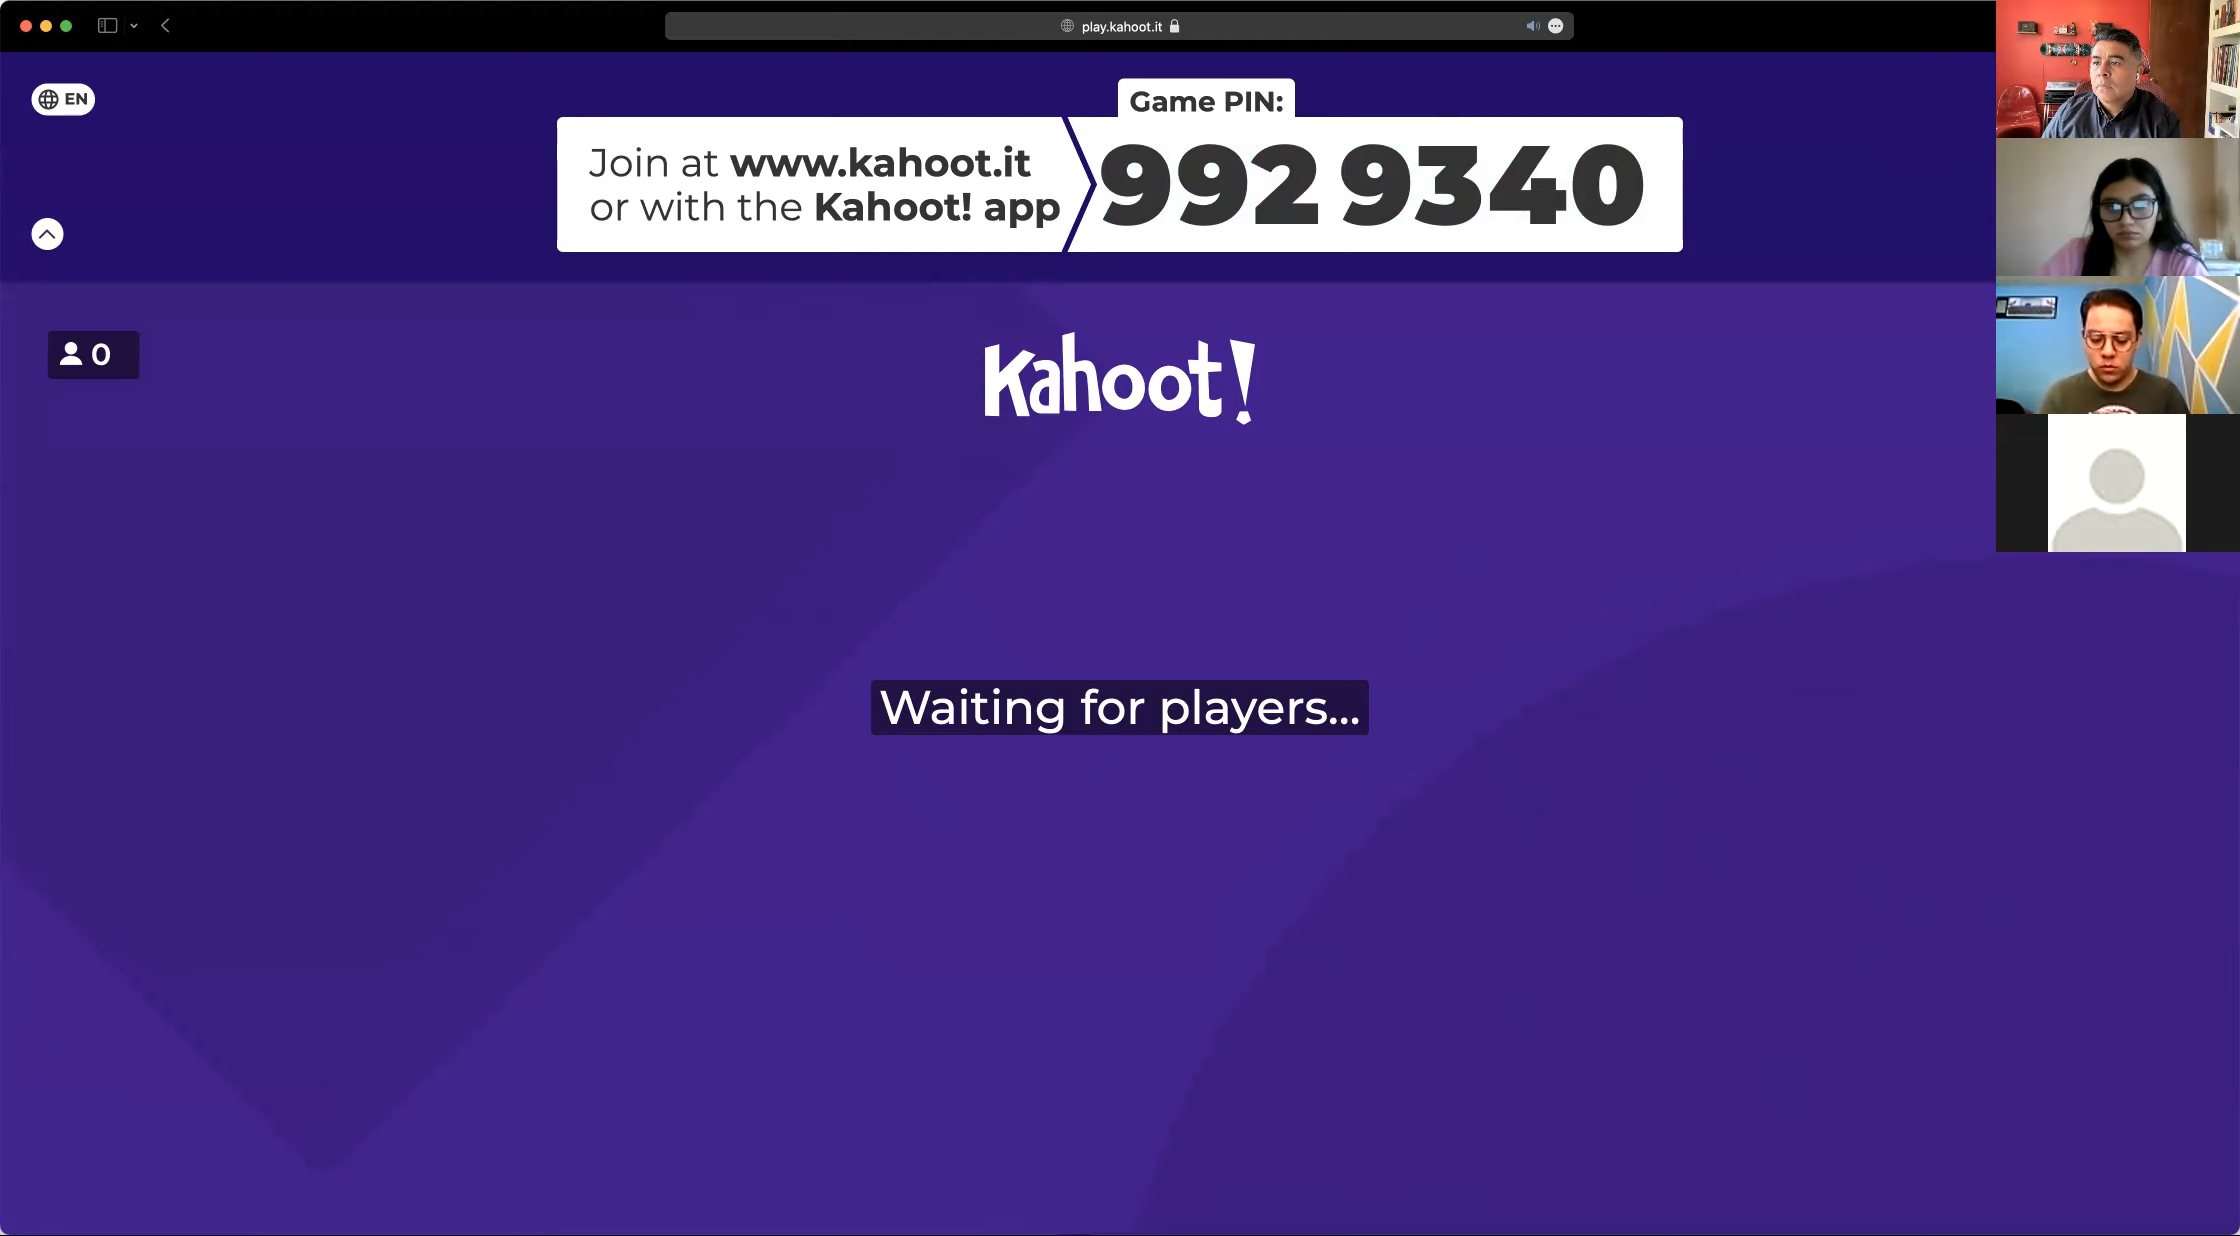 play.kahoot.it
EN
Game PIN:
Join at www.kahoot.it
or with the Kahoot! app
992 9340
0
Kahoot!
Waiting for players...